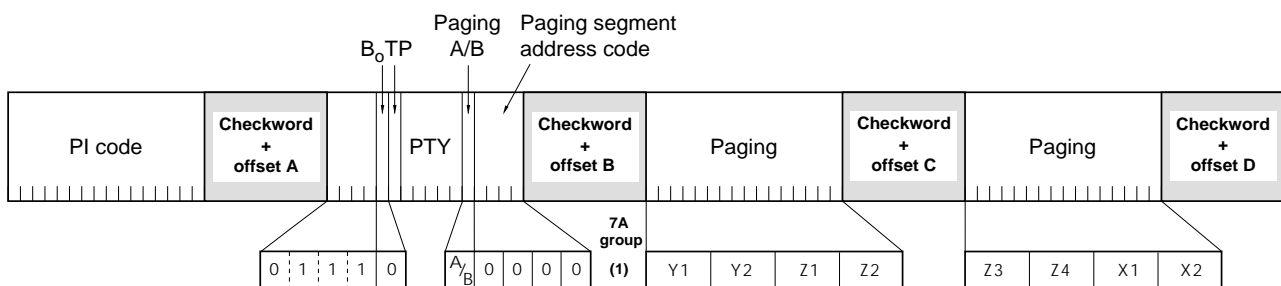 Paging Paging segment
BoTP A/B address code
PI code Checkword + offset A PTY Checkword + offset B Paging Checkword + offset C Paging Checkword + offset D
7A group
0 1 1 1 0 A/B 0 0 0 0 (1) Y1 Y2 Z1 Z2 Z3 Z4 X1 X2